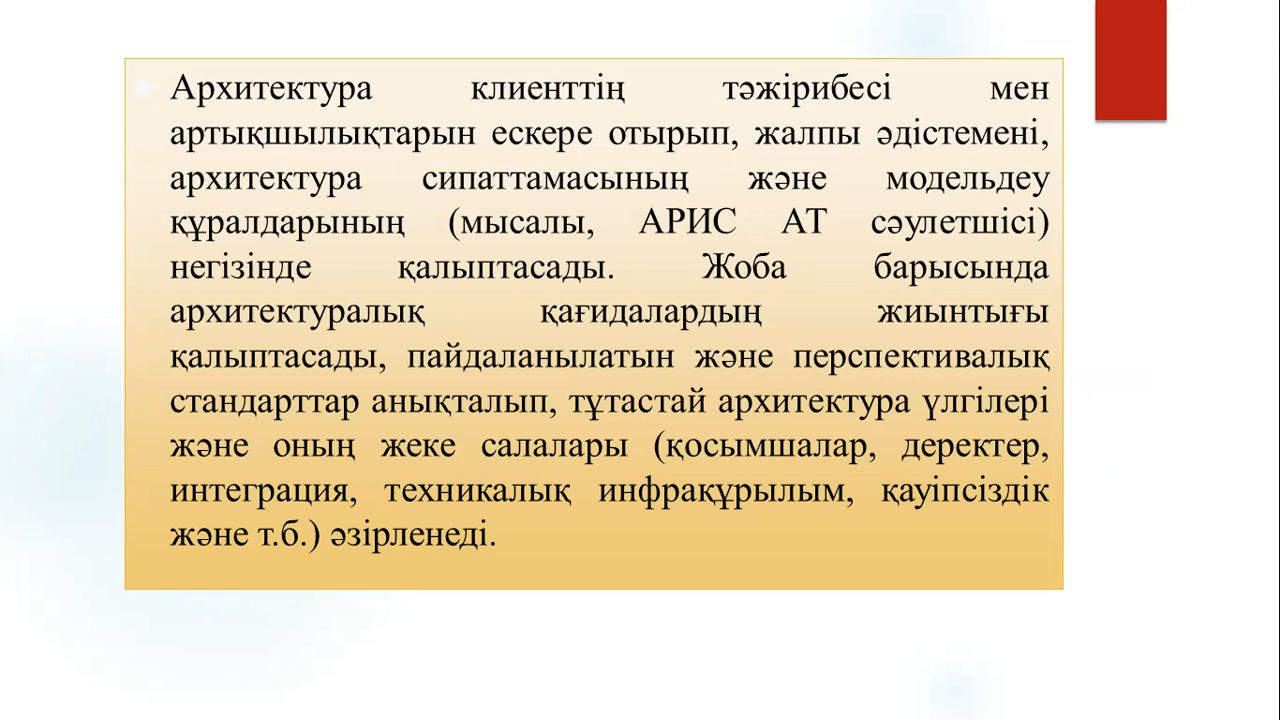 Архитектура клиенттің тәжірибесі мен
артықшылықтарын ескере отырып, жалпы әдістемені,
архитектура сипаттамасының және модельдеу
құралдарының (мысалы, АРИС АТ сәулетшісі)
негізінде қалыптасады. Жоба барысында
архитектуралық қағидалардың жиынтығы
қалыптасады, пайдаланылатын және перспективалық
стандарттар анықталып, тұтастай архитектура үлгілері
және оның жеке салалары (қосымшалар, деректер,
интеграция, техникалық инфрақұрылым, қауіпсіздік
және т.б.) әзірленеді.